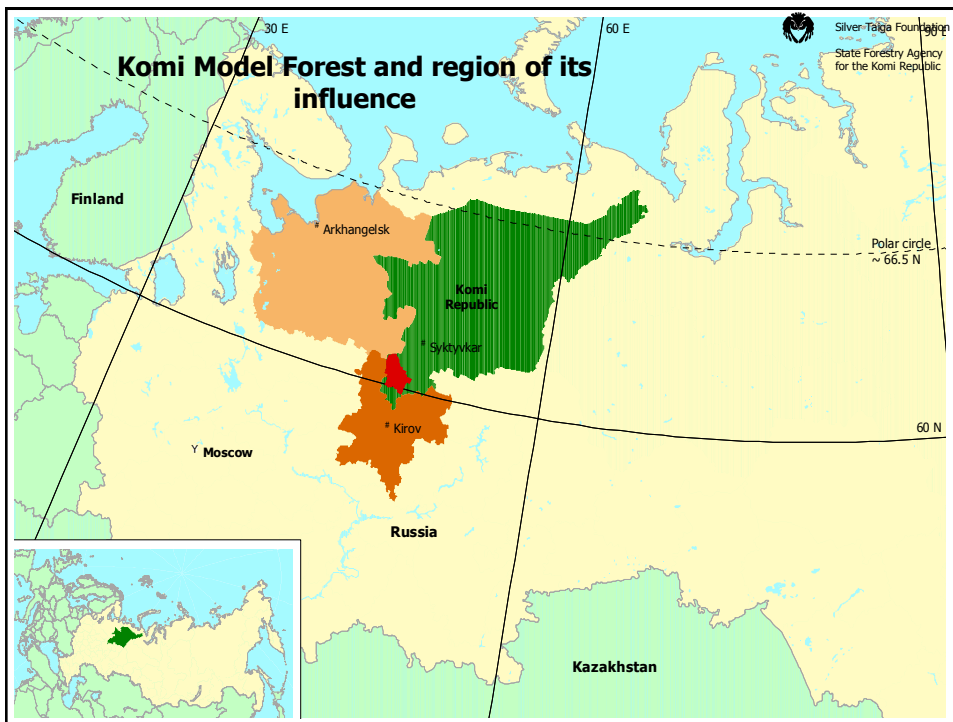 30 E
60 E
90 E
Silver Taiga Foundation
State Forestry Agency
for the Komi Republic
Komi Model Forest and region of its
influence
Finland
# Arkhangelsk
Polar circle
~ 66.5 N
Komi
Republic
# Syktyvkar
60 N
# Kirov
Y Moscow
Russia
Kazakhstan